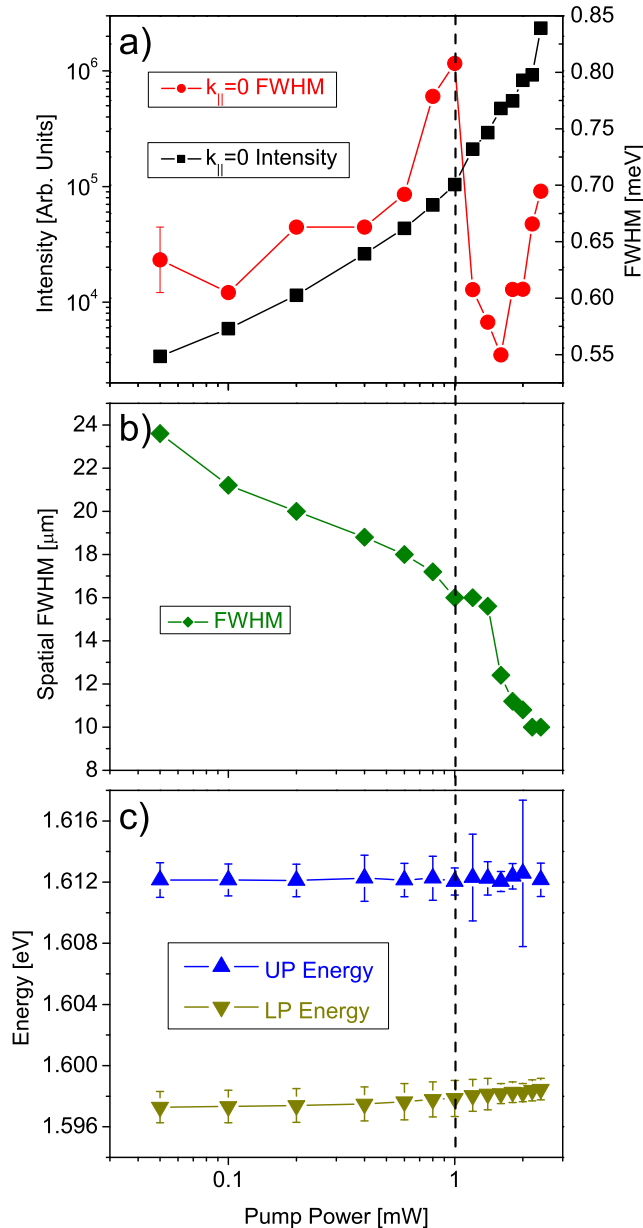 a)
k||=0 FWHM
k||=0 Intensity
Intensity [Arb. Units]
10^6
10^5
10^4
FWHM [meV]
0.85
0.80
0.75
0.70
0.65
0.60
0.55
b)
FWHM
Spatial FWHM [μm]
24
22
20
18
16
14
12
10
8
c)
UP Energy
LP Energy
Energy [eV]
1.616
1.612
1.608
1.604
1.600
1.596
0.1
1
Pump Power [mW]